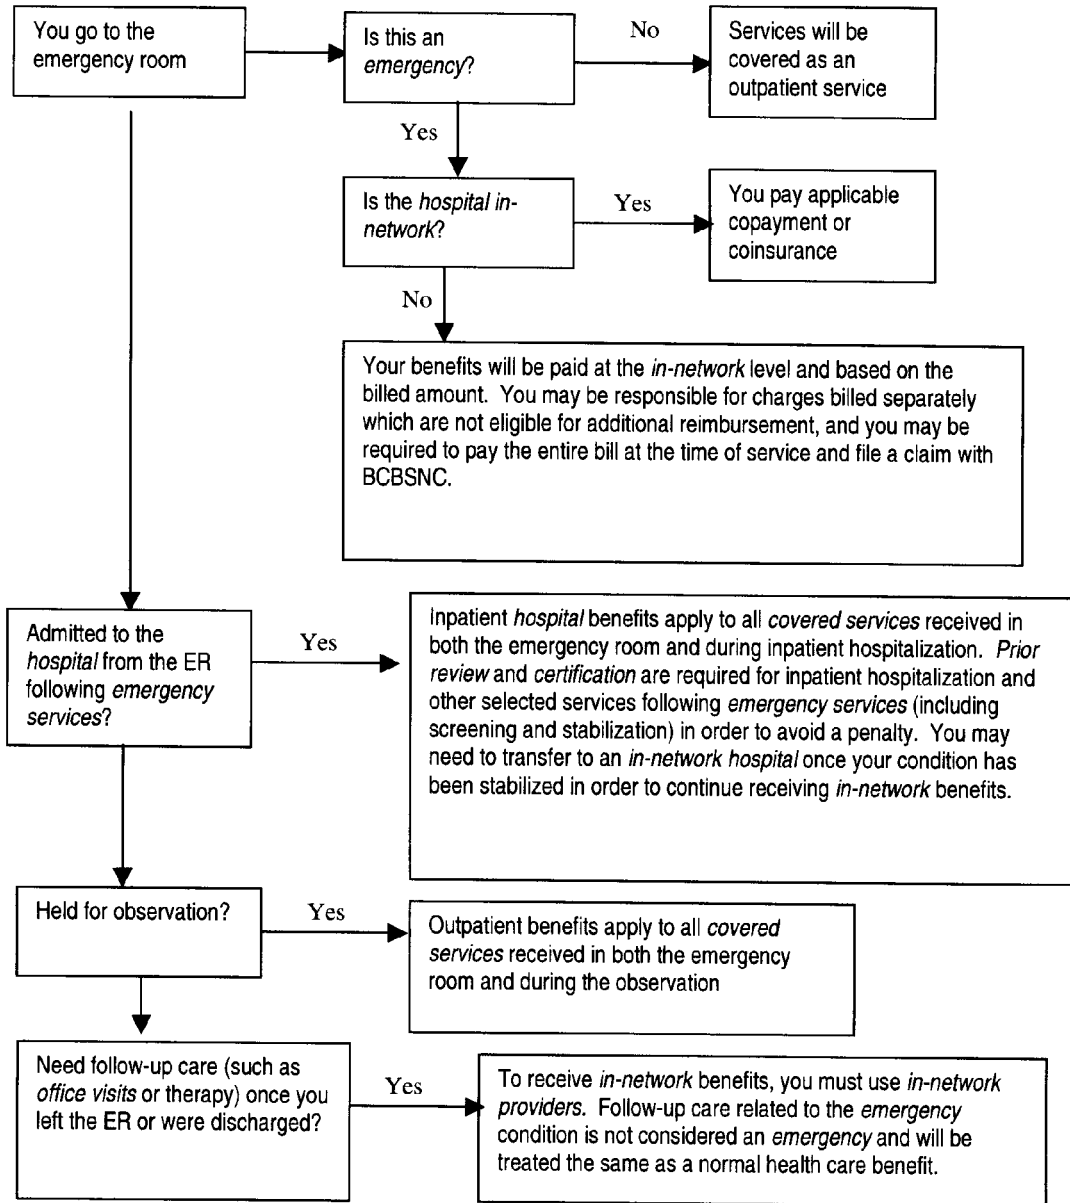 You go to the
emergency room
Is this an
emergency?
No
Services will be
covered as an
outpatient service
Yes
Is the hospital in-
network?
Yes
You pay applicable
copayment or
coinsurance
No
Your benefits will be paid at the in-network level and based on the
billed amount. You may be responsible for charges billed separately
which are not eligible for additional reimbursement, and you may be
required to pay the entire bill at the time of service and file a claim with
BCBSNC.
Admitted to the
hospital from the ER
following emergency
services?
Yes
Inpatient hospital benefits apply to all covered services received in
both the emergency room and during inpatient hospitalization. Prior
review and certification are required for inpatient hospitalization and
other selected services following emergency services (including
screening and stabilization) in order to avoid a penalty. You may
need to transfer to an in-network hospital once your condition has
been stabilized in order to continue receiving in-network benefits.
Held for observation?
Yes
Outpatient benefits apply to all covered
services received in both the emergency
room and during the observation
Need follow-up care (such as
office visits or therapy) once you
left the ER or were discharged?
Yes
To receive in-network benefits, you must use in-network
providers. Follow-up care related to the emergency
condition is not considered an emergency and will be
treated the same as a normal health care benefit.